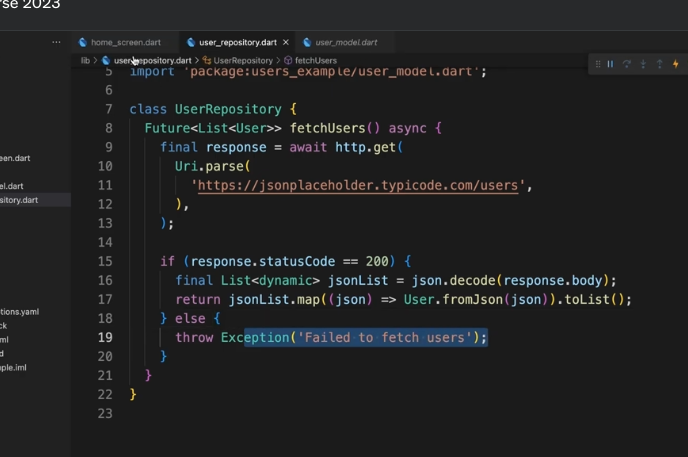 rse 2023
home_screen.dart
user_repository.dart
user_model.dart
lib > user_repository.dart > UserRepository > fetchUsers
5 import 'package:users_example/user_model.dart';
6
7 class UserRepository {
8 Future<List<User>> fetchUsers() async {
9 final response = await http.get(
10 Uri.parse(
11 'https://jsonplaceholder.typicode.com/users',
12 ),
13 );
14
15 if (response.statusCode == 200) {
16 final List<dynamic> jsonList = json.decode(response.body);
17 return jsonList.map((json) => User.fromJson(json)).toList();
18 } else {
19 throw Exception('Failed to fetch users');
20 }
21 }
22 }
23
een.dart
el.dart
sitory.dart
tions.yaml
ck
ml
d
ple.iml